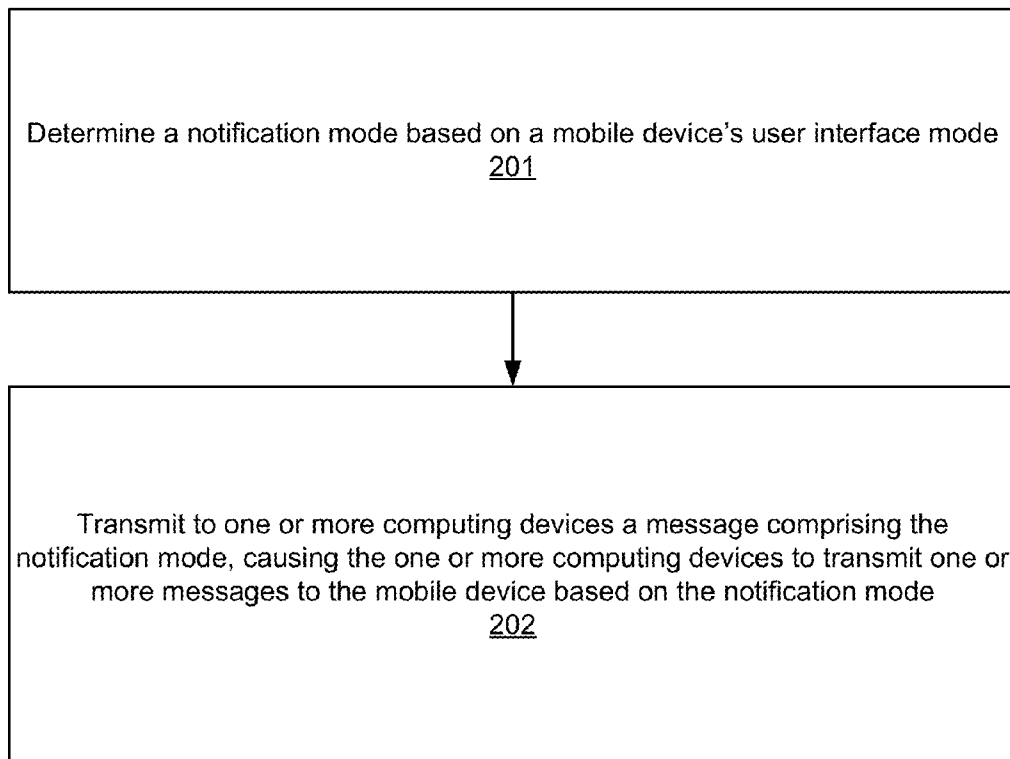 Determine a notification mode based on a mobile device's user interface mode
201
Transmit to one or more computing devices a message comprising the
notification mode, causing the one or more computing devices to transmit one or
more messages to the mobile device based on the notification mode
202